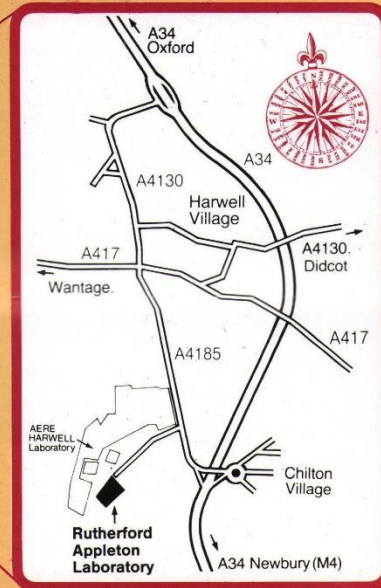 A34
Oxford
N
W
E
S
A34
A4130
Harwell
Village
A417
A4130.
Didcot
Wantage.
A4185
A417
AERE
HARWELL
Laboratory
Chilton
Village
Rutherford
Appleton
Laboratory
A34 Newbury (M4)